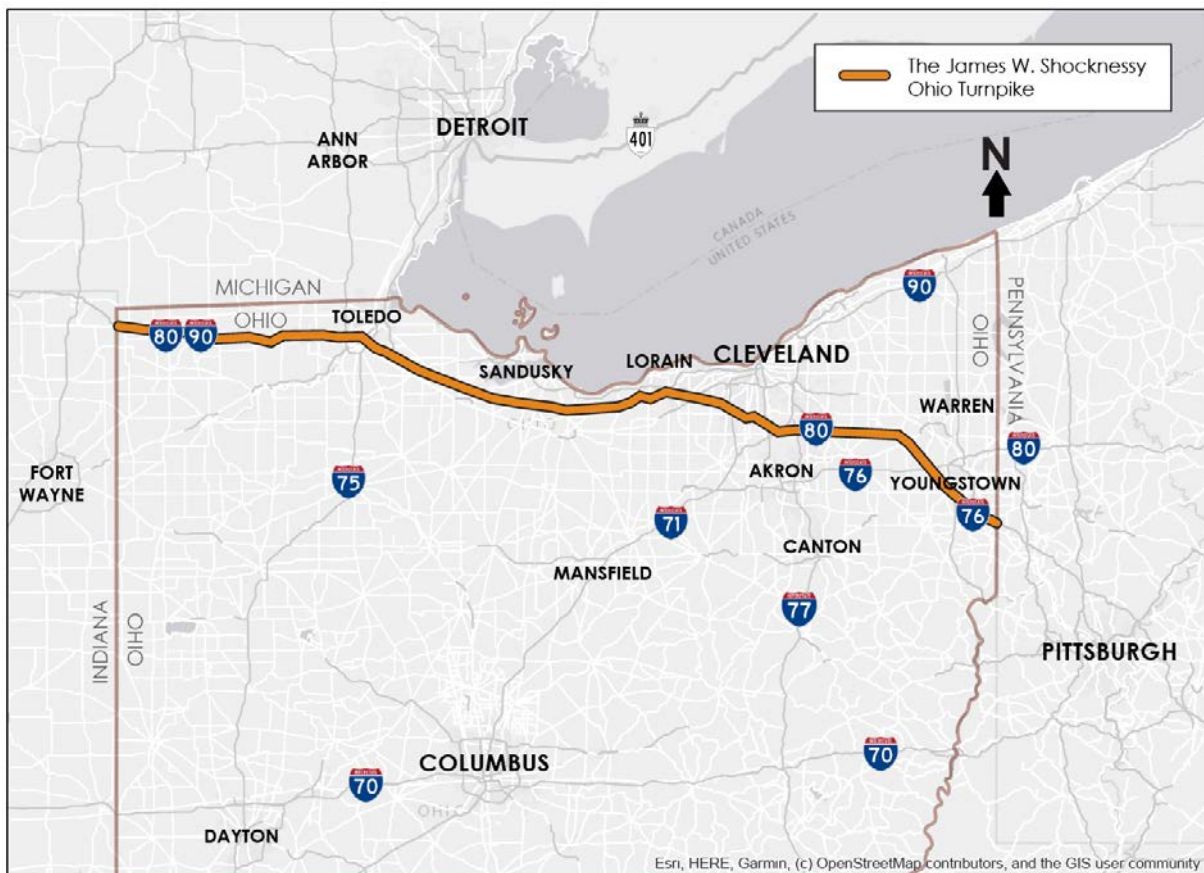 The James W. Shocknessy
Ohio Turnpike
DETROIT
ANN
ARBOR
401
N
CANADA
UNITED STATES
90
MICHIGAN
OHIO
TOLEDO
80
90
SANDUSKY
LORAIN
CLEVELAND
OHIO
PENNSYLVANIA
WARREN
80
80
FORT
WAYNE
75
AKRON
76
YOUNGSTOWN
76
71
CANTON
MANSFIELD
77
INDIANA
OHIO
PITTSBURGH
COLUMBUS
70
70
OHIO
DAYTON
Esri, HERE, Garmin, (c) OpenStreetMap contributors, and the GIS user community